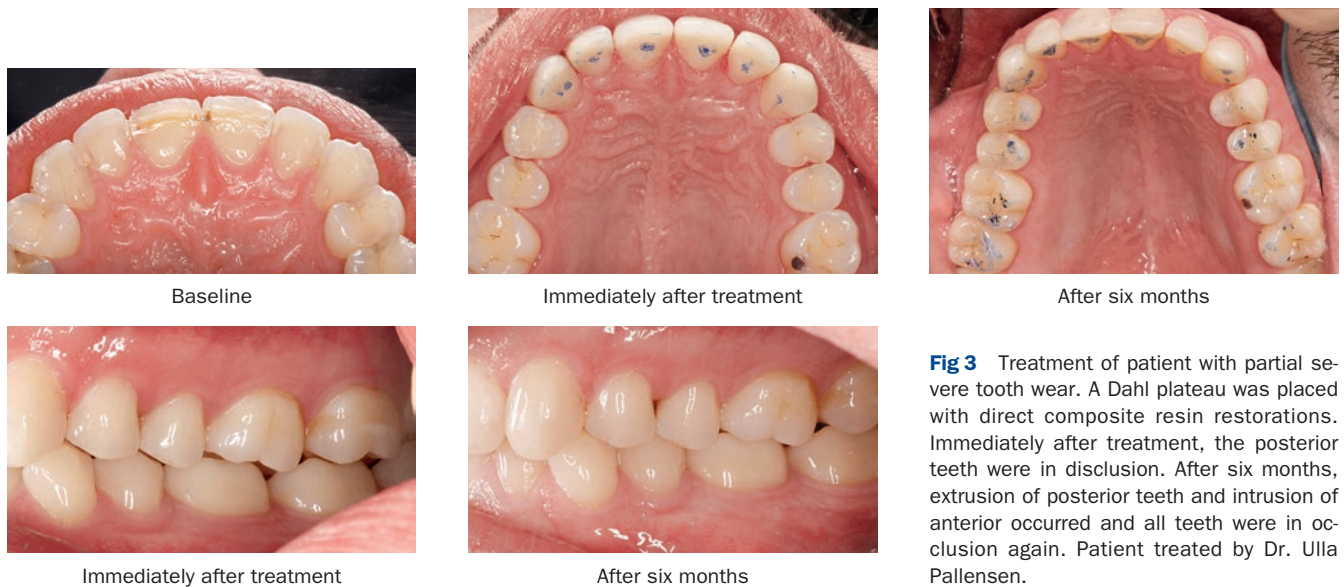 Baseline
Immediately after treatment
After six months
Immediately after treatment
After six months
Fig 3 Treatment of patient with partial se-
vere tooth wear. A Dahl plateau was placed
with direct composite resin restorations.
Immediately after treatment, the posterior
teeth were in disclusion. After six months,
extrusion of posterior teeth and intrusion of
anterior occurred and all teeth were in oc-
clusion again. Patient treated by Dr. Ulla
Pallensen.